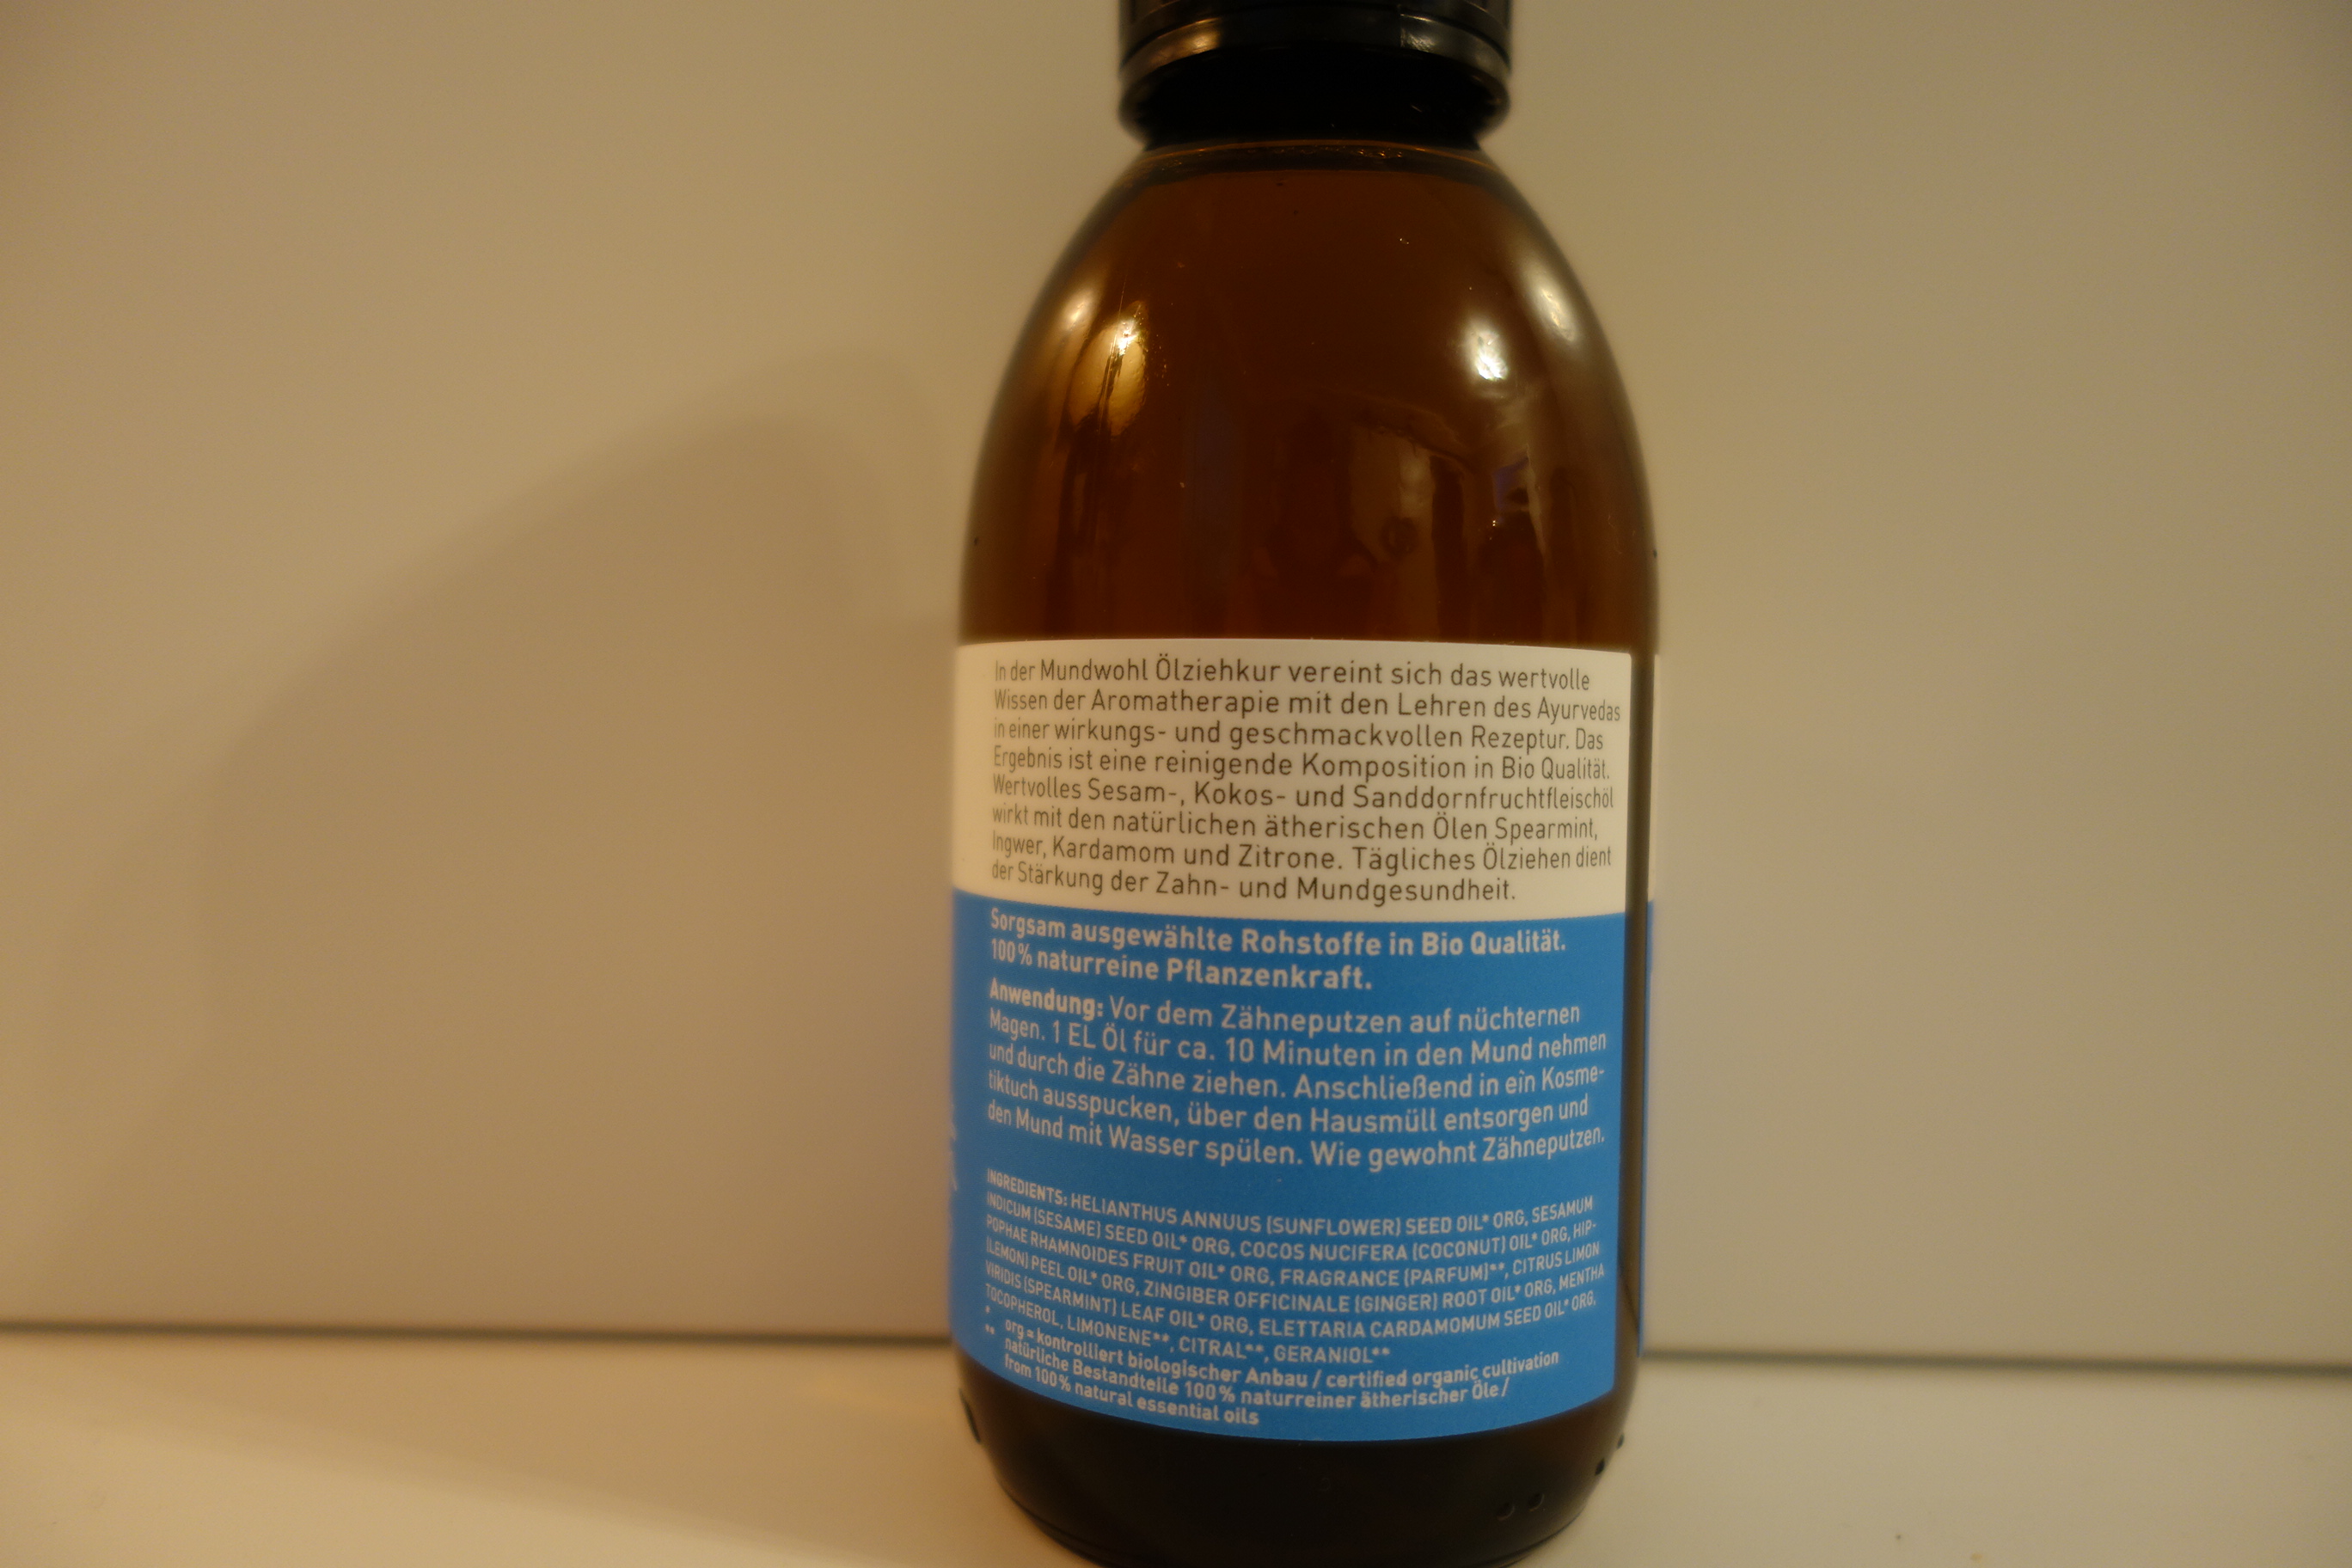 In der Mundwohl Ölziehkur vereint sich das wertvolle
Wissen der Aromatherapie mit den Lehren des Ayurvedas
in einer wirkungs- und geschmackvollen Rezeptur. Das
Ergebnis ist eine reinigende Komposition in Bio Qualität.
Wertvolles Sesam-, Kokos- und Sanddornfruchtfleischöl
wirkt mit den natürlichen ätherischen Ölen Spearmint,
Ingwer, Kardamom und Zitrone. Tägliches Ölziehen dient
der Stärkung der Zahn- und Mundgesundheit.
Sorgsam ausgewählte Rohstoffe in Bio Qualität.
100% naturreine Pflanzenkraft.
Anwendung: Vor dem Zähneputzen auf nüchternen
Magen. 1 EL Öl für ca. 10 Minuten in den Mund nehmen
und durch die Zähne ziehen. Anschließend in ein Kosme-
tiktuch ausspucken, über den Hausmüll entsorgen und
den Mund mit Wasser spülen. Wie gewohnt Zähneputzen.
INGREDIENTS: HELIANTHUS ANNUUS (SUNFLOWER) SEED OIL* ORG, SESAMUM
INDICUM (SESAME) SEED OIL* ORG, COCOS NUCIFERA (COCONUT) OIL* ORG, HIP-
POPHAE RHAMNOIDES FRUIT OIL* ORG, FRAGRANCE (PARFUM)**, CITRUS LIMON
(LEMON) PEEL OIL* ORG, ZINGIBER OFFICINALE (GINGER) ROOT OIL* ORG, MENTHA
VIRIDIS (SPEARMINT) LEAF OIL* ORG, ELETTARIA CARDAMOMUM SEED OIL* ORG,
TOCOPHEROL, LIMONENE**, CITRAL**, GERANIOL**
* org = kontrolliert biologischer Anbau / certified organic cultivation
** natürliche Bestandteile 100% naturreiner ätherischer Öle /
from 100% natural essential oils